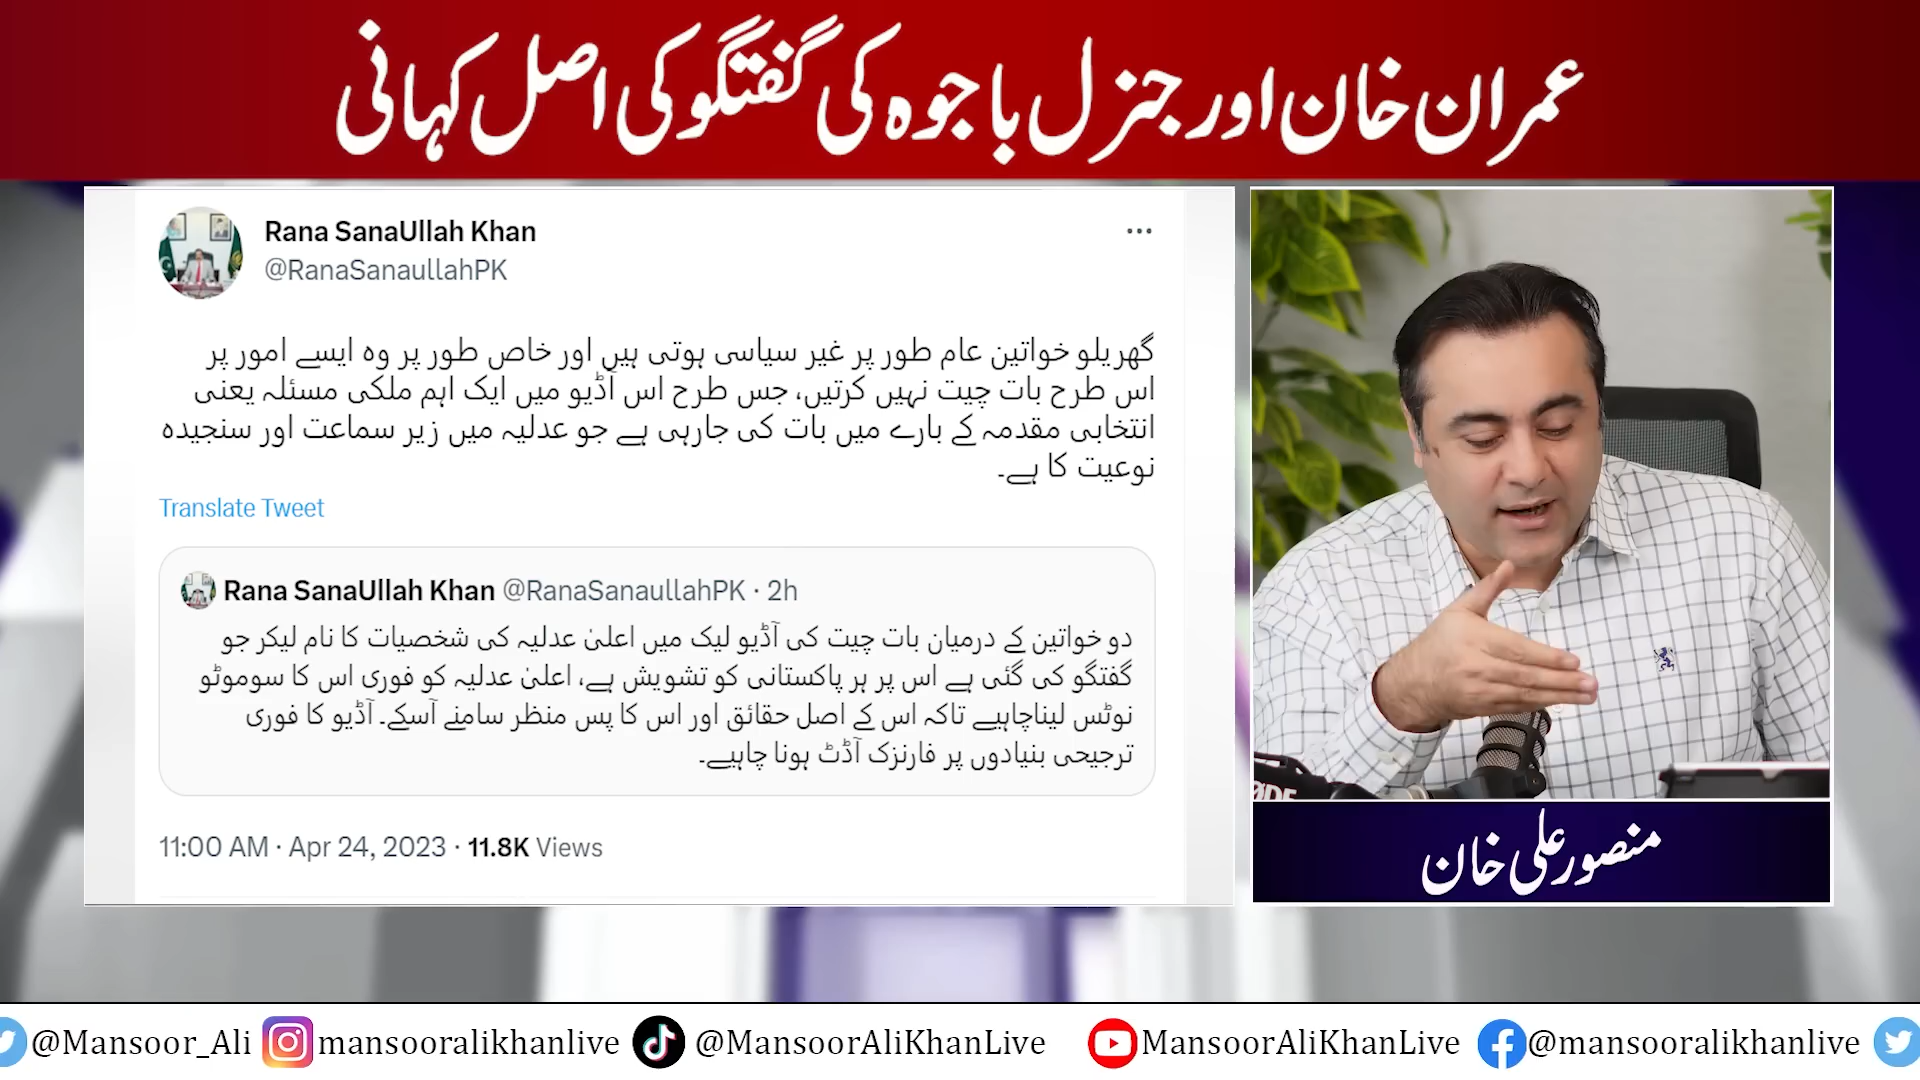 عمران خان اور جنرل باجوہ کی گفتگو کی اصل کہانی
Rana SanaUllah Khan
@RanaSanaullahPK
گھریلو خواتین عام طور پر غیر سیاسی ہوتی ہیں اور خاص طور پر وہ ایسے امور پر
اس طرح بات چیت نہیں کرتیں، جس طرح اس آڈیو میں ایک اہم ملکی مسئلہ یعنی
انتخابی مقدمہ کے بارے میں بات کی جارہی ہے جو عدلیہ میں زیر سماعت اور سنجیدہ
نوعیت کا ہے۔
Translate Tweet
Rana SanaUllah Khan @RanaSanaullahPK · 2h
دو خواتین کے درمیان بات چیت کی آڈیو لیک میں اعلیٰ عدلیہ کی شخصیات کا نام لیکر جو
گفتگو کی گئی ہے اس پر ہر پاکستانی کو تشویش ہے، اعلیٰ عدلیہ کو فوری اس کا سوموٹو
نوٹس لیناچاہیے تاکہ اس کے اصل حقائق اور اس کا پس منظر سامنے آسکے۔ آڈیو کا فوری
ترجیحی بنیادوں پر فارنزک آڈٹ ہونا چاہیے۔
11:00 AM · Apr 24, 2023 · 11.8K Views
منصور علی خان
@Mansoor_Ali mansooralikhanlive @MansoorAliKhanLive MansoorAliKhanLive @mansooralikhanlive